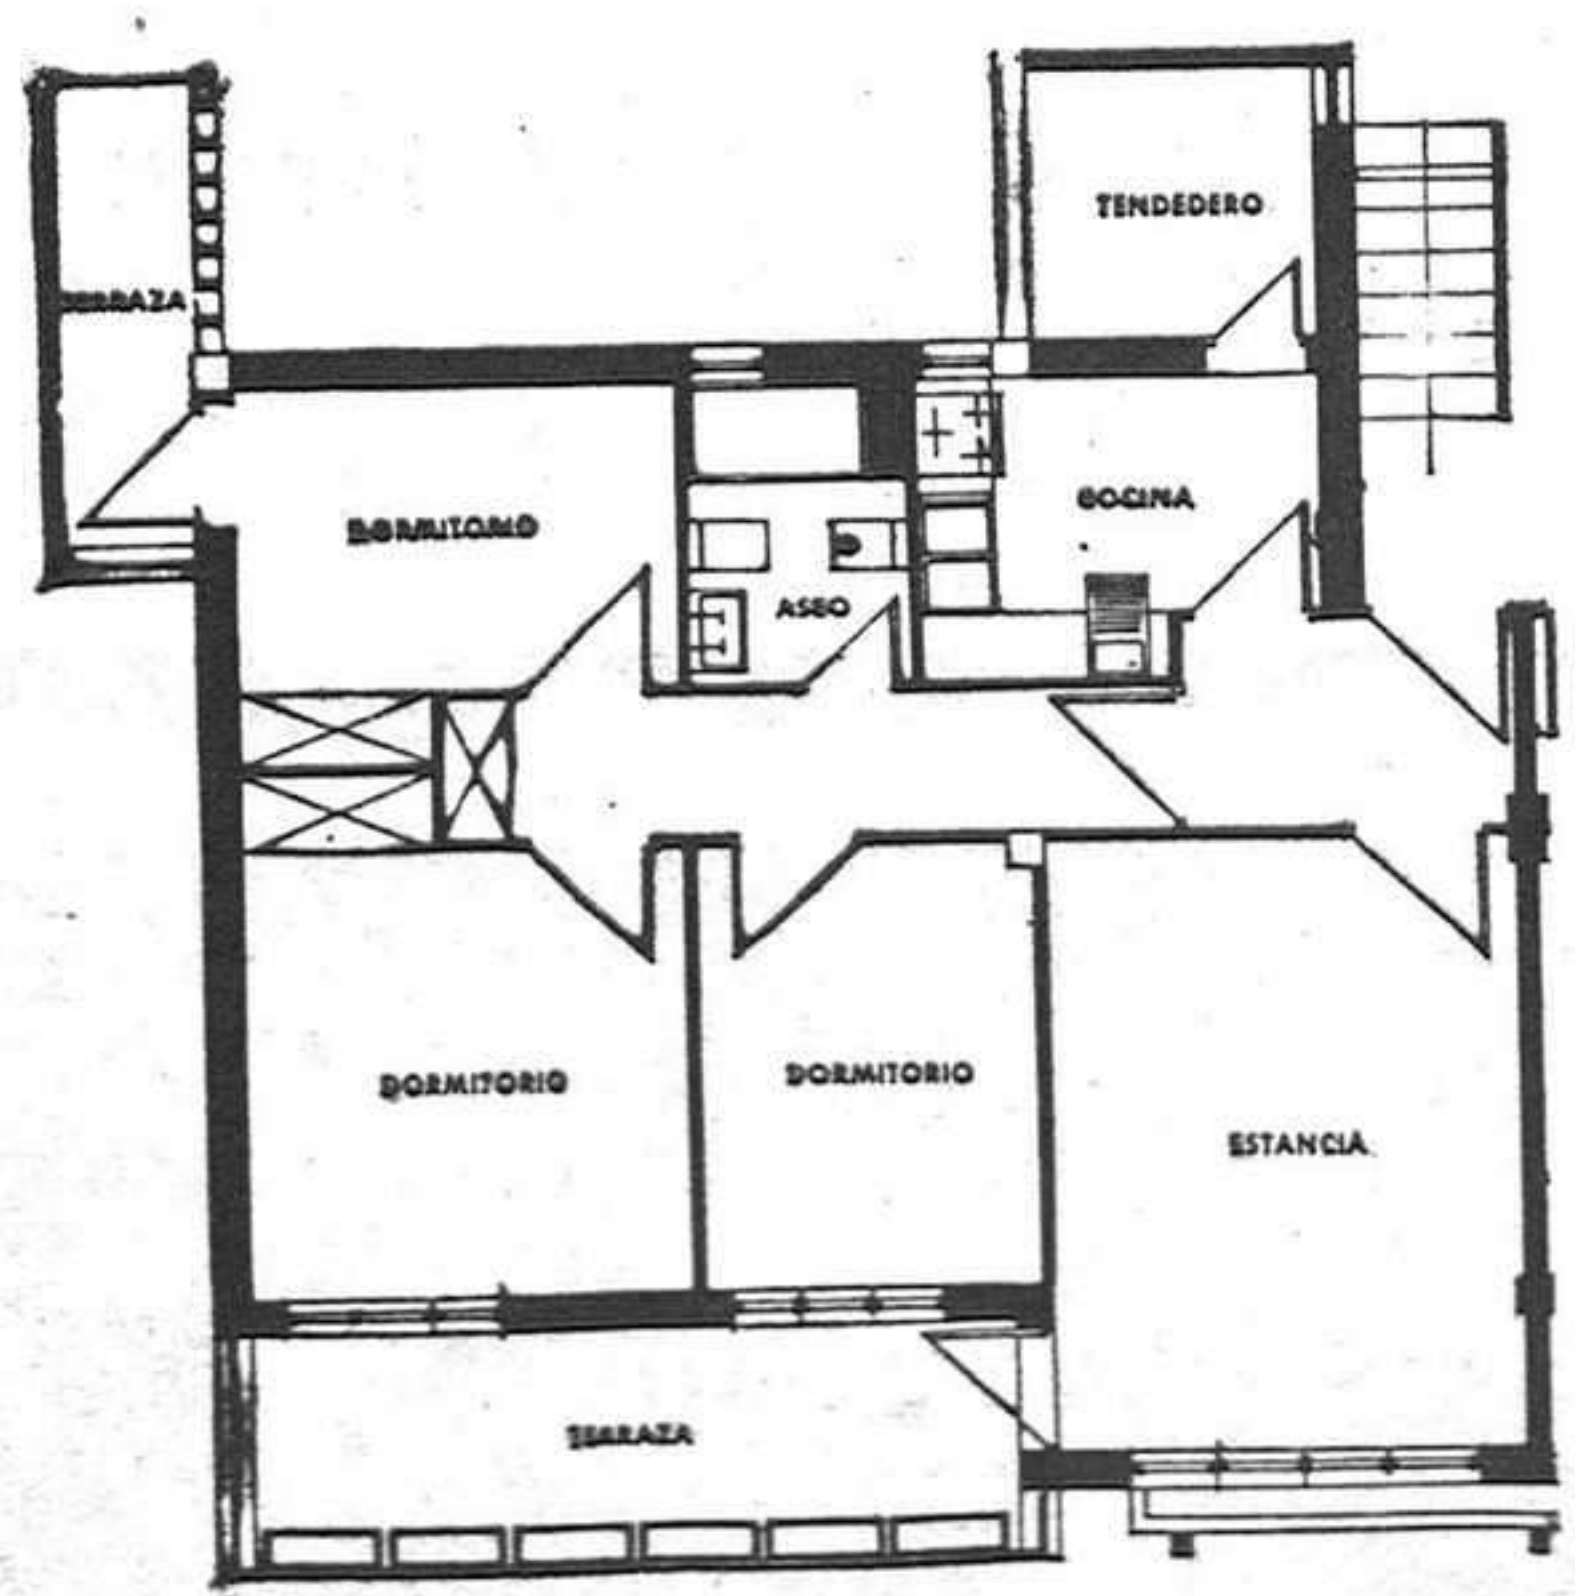 TENDEDERO
TERRAZA
COCINA
DORMITORIO
ASEO
DORMITORIO
DORMITORIO
ESTANCIA
TERRAZA